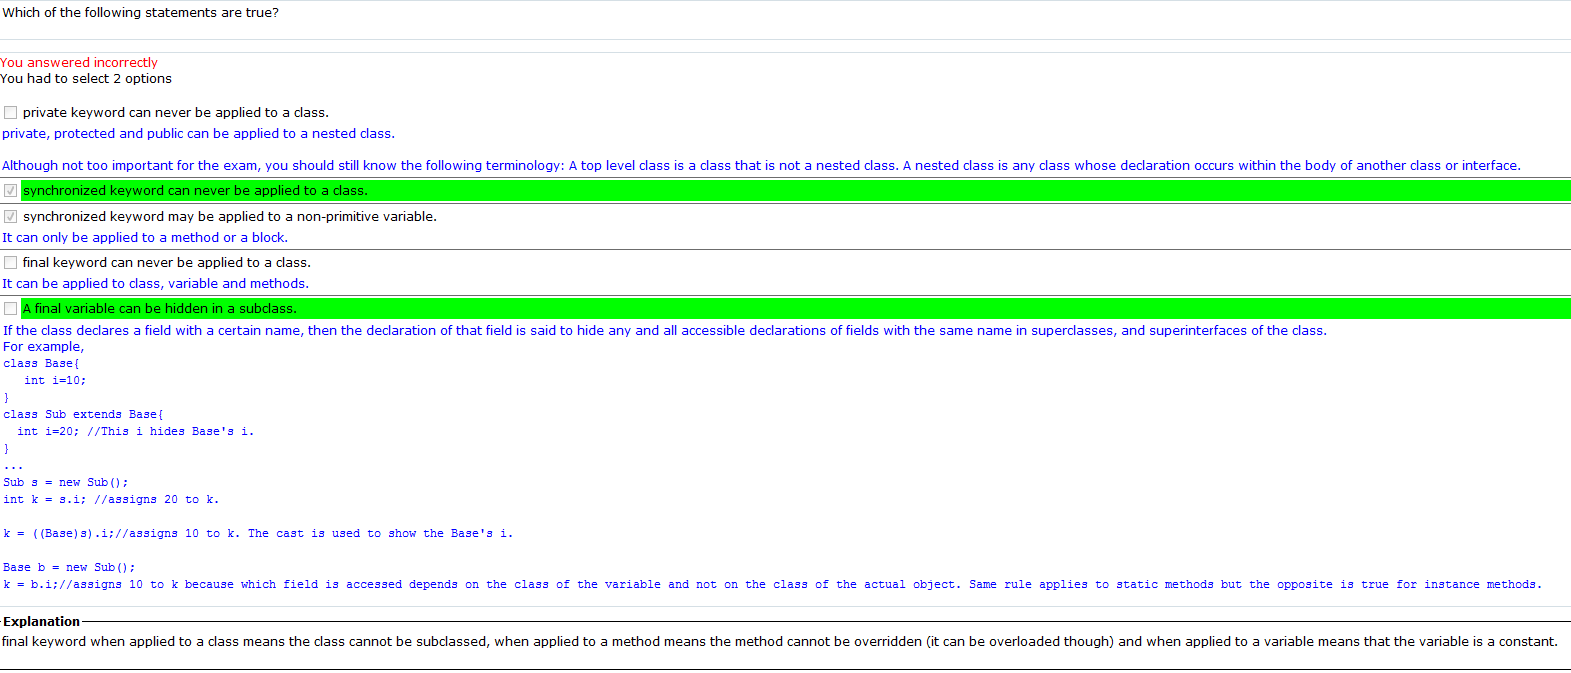 Which of the following statements are true?
You answered incorrectly
You had to select 2 options
private keyword can never be applied to a class.
private, protected and public can be applied to a nested class.
Although not too important for the exam, you should still know the following terminology: A top level class is a class that is not a nested class. A nested class is any class whose declaration occurs within the body of another class or interface.
synchronized keyword can never be applied to a class.
synchronized keyword may be applied to a non-primitive variable.
It can only be applied to a method or a block.
final keyword can never be applied to a class.
It can be applied to class, variable and methods.
A final variable can be hidden in a subclass.
If the class declares a field with a certain name, then the declaration of that field is said to hide any and all accessible declarations of fields with the same name in superclasses, and superinterfaces of the class.
For example,
class Base{
   int i=10;
}
class Sub extends Base{
  int i=20; //This i hides Base's i.
}
...
Sub s = new Sub();
int k = s.i; //assigns 20 to k.
k = ((Base)s).i;//assigns 10 to k. The cast is used to show the Base's i.
Base b = new Sub();
k = b.i;//assigns 10 to k because which field is accessed depends on the class of the variable and not on the class of the actual object. Same rule applies to static methods but the opposite is true for instance methods.
Explanation
final keyword when applied to a class means the class cannot be subclassed, when applied to a method means the method cannot be overridden (it can be overloaded though) and when applied to a variable means that the variable is a constant.